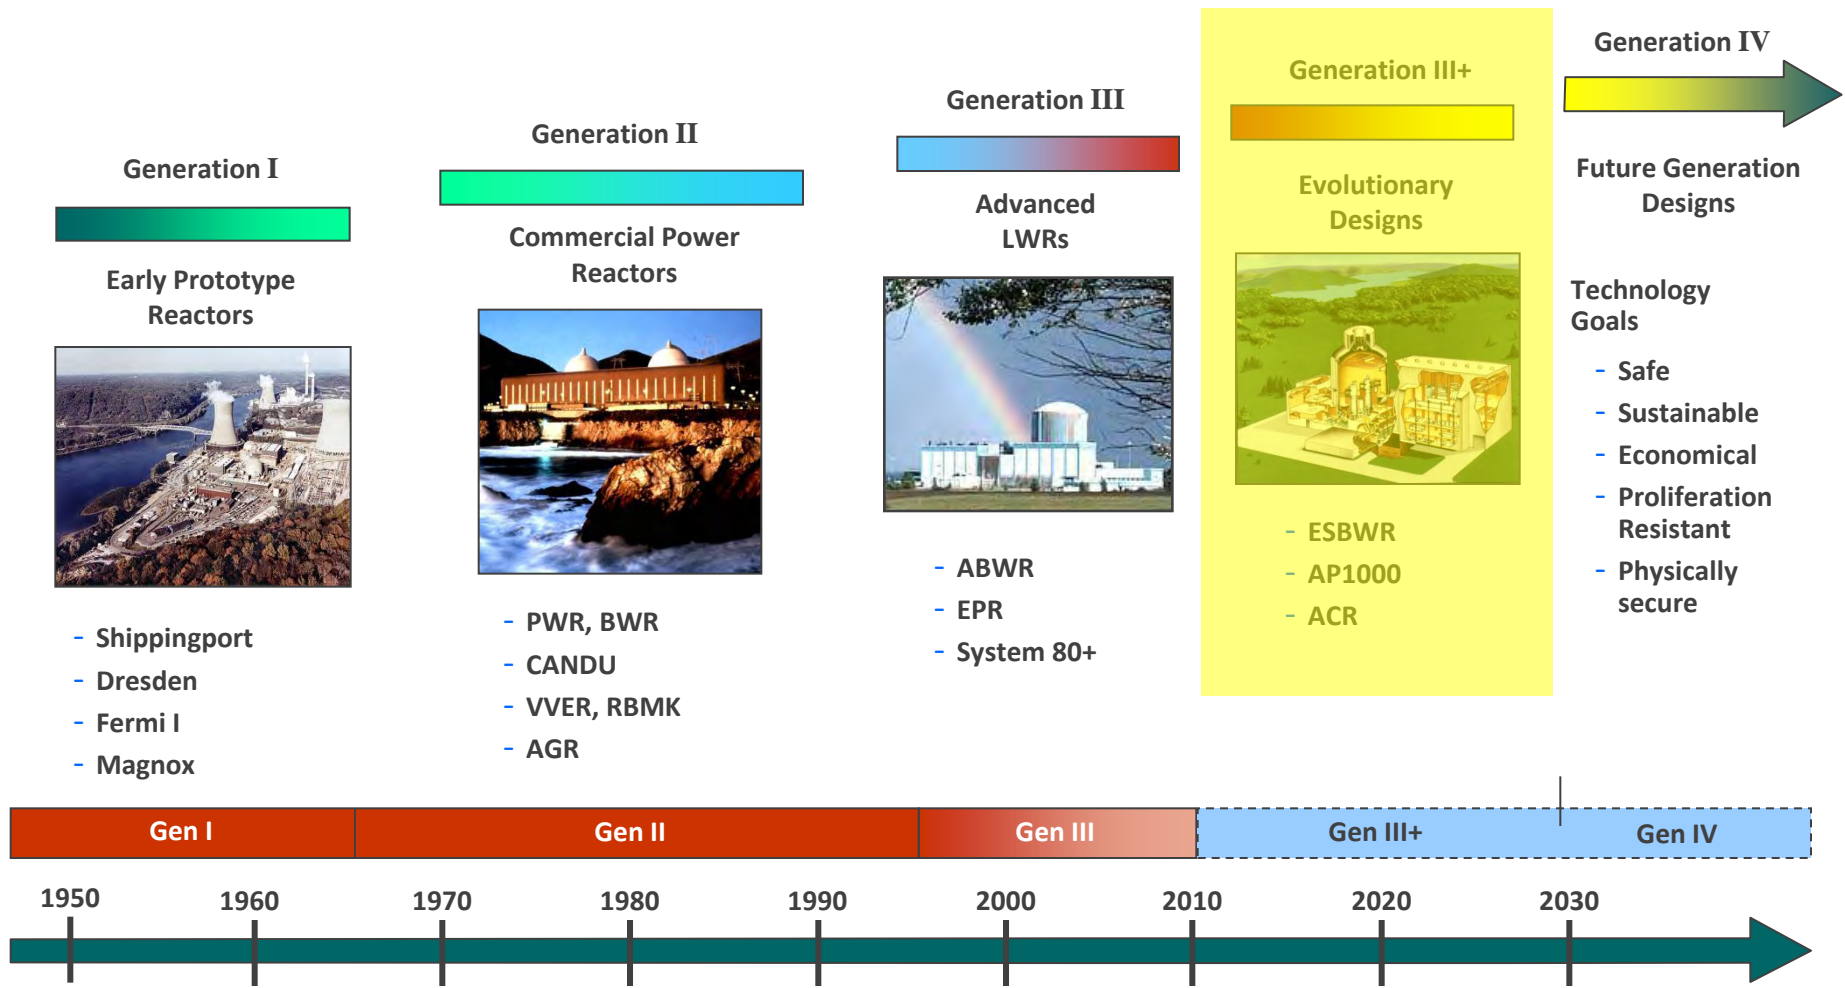 Generation I
Early Prototype
Reactors
- Shippingport
- Dresden
- Fermi I
- Magnox
Generation II
Commercial Power
Reactors
- PWR, BWR
- CANDU
- VVER, RBMK
- AGR
Generation III
Advanced
LWRs
- ABWR
- EPR
- System 80+
Generation III+
Evolutionary
Designs
- ESBWR
- AP1000
- ACR
Generation IV
Future Generation
Designs
Technology
Goals
- Safe
- Sustainable
- Economical
- Proliferation
Resistant
- Physically
secure
Gen I
Gen II
Gen III
Gen III+
Gen IV
1950
1960
1970
1980
1990
2000
2010
2020
2030